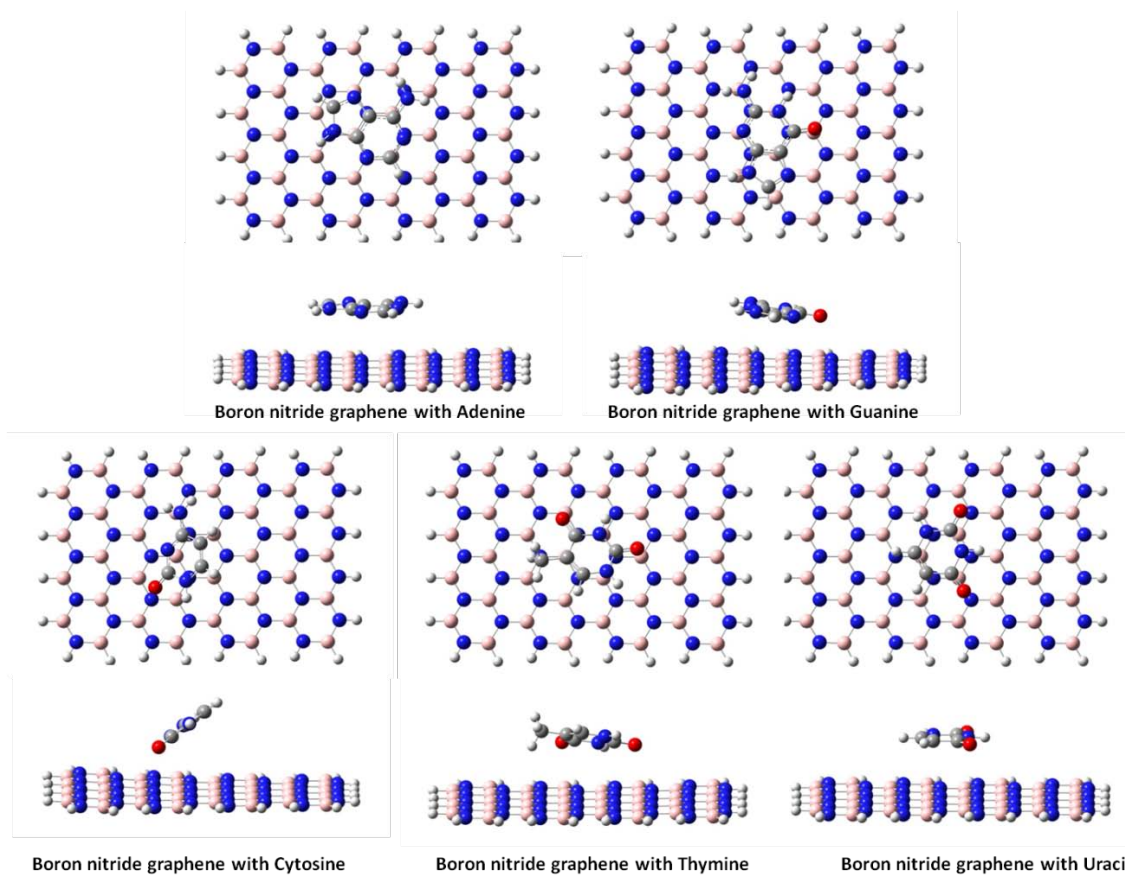 Boron nitride graphene with Adenine
Boron nitride graphene with Guanine
Boron nitride graphene with Cytosine
Boron nitride graphene with Thymine
Boron nitride graphene with Uraci